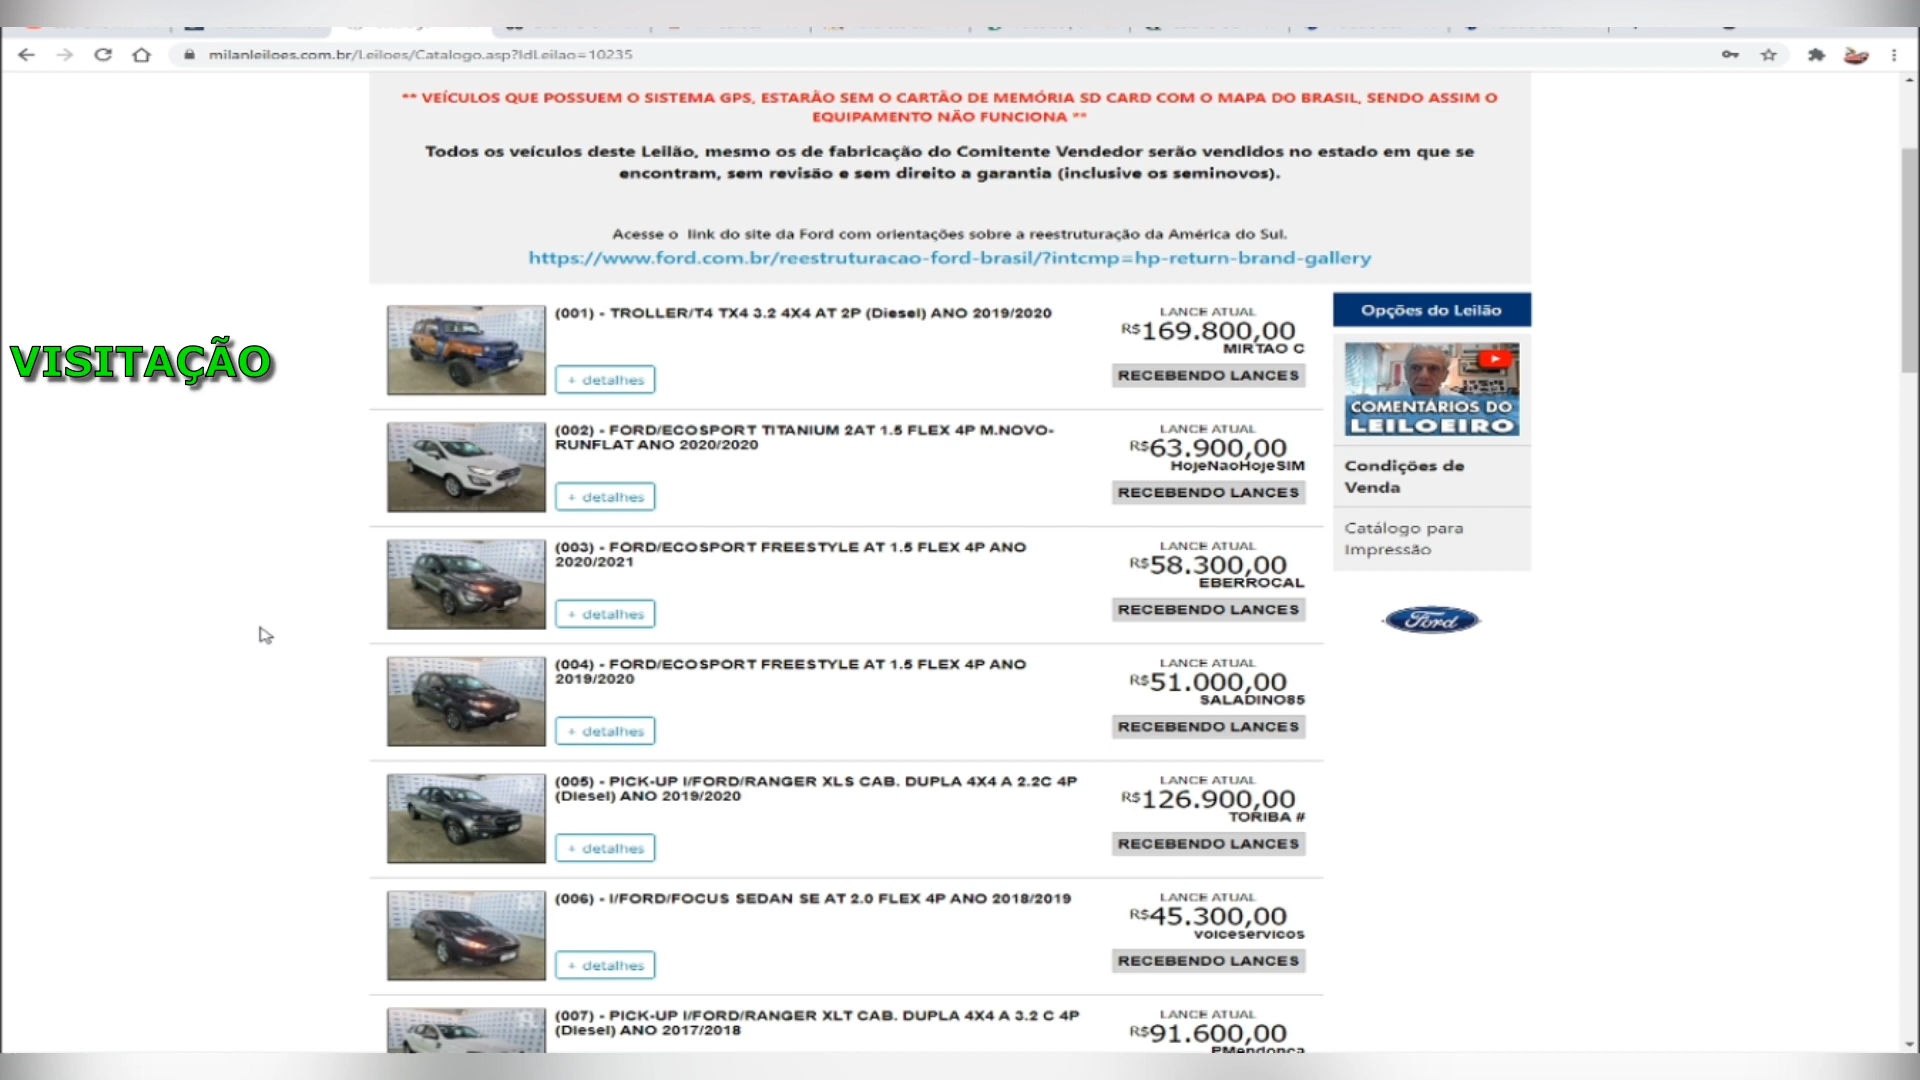 milanleiloes.com.br/Leiloes/Catalogo.asp?IdLeilao=10235
** VEÍCULOS QUE POSSUEM O SISTEMA GPS, ESTARÃO SEM O CARTÃO DE MEMÓRIA SD CARD COM O MAPA DO BRASIL, SENDO ASSIM O
EQUIPAMENTO NÃO FUNCIONA **
Todos os veículos deste Leilão, mesmo os de fabricação do Comitente Vendedor serão vendidos no estado em que se
encontram, sem revisão e sem direito a garantia (inclusive os seminovos).
Acesse o link do site da Ford com orientações sobre a reestruturação da América do Sul.
https://www.ford.com.br/reestruturacao-ford-brasil/?intcmp=hp-return-brand-gallery
VISITAÇÃO
(001) - TROLLER/T4 TX4 3.2 4X4 AT 2P (Diesel) ANO 2019/2020
+ detalhes
LANCE ATUAL
R$169.800,00
MIRTAO C
RECEBENDO LANCES
(002) - FORD/ECOSPORT TITANIUM 2AT 1.5 FLEX 4P M.NOVO-
RUNFLAT ANO 2020/2020
+ detalhes
LANCE ATUAL
R$63.900,00
HojeNaoHojeSIM
RECEBENDO LANCES
(003) - FORD/ECOSPORT FREESTYLE AT 1.5 FLEX 4P ANO
2020/2021
+ detalhes
LANCE ATUAL
R$58.300,00
EBERROCAL
RECEBENDO LANCES
(004) - FORD/ECOSPORT FREESTYLE AT 1.5 FLEX 4P ANO
2019/2020
+ detalhes
LANCE ATUAL
R$51.000,00
SALADINO85
RECEBENDO LANCES
(005) - PICK-UP I/FORD/RANGER XLS CAB. DUPLA 4X4 A 2.2C 4P
(Diesel) ANO 2019/2020
+ detalhes
LANCE ATUAL
R$126.900,00
TORIBA #
RECEBENDO LANCES
(006) - I/FORD/FOCUS SEDAN SE AT 2.0 FLEX 4P ANO 2018/2019
+ detalhes
LANCE ATUAL
R$45.300,00
voiceservicos
RECEBENDO LANCES
(007) - PICK-UP I/FORD/RANGER XLT CAB. DUPLA 4X4 A 3.2 C 4P
(Diesel) ANO 2017/2018
LANCE ATUAL
R$91.600,00
PMendonca
Opções do Leilão
COMENTÁRIOS DO
LEILOEIRO
Condições de
Venda
Catálogo para
Impressão
Ford